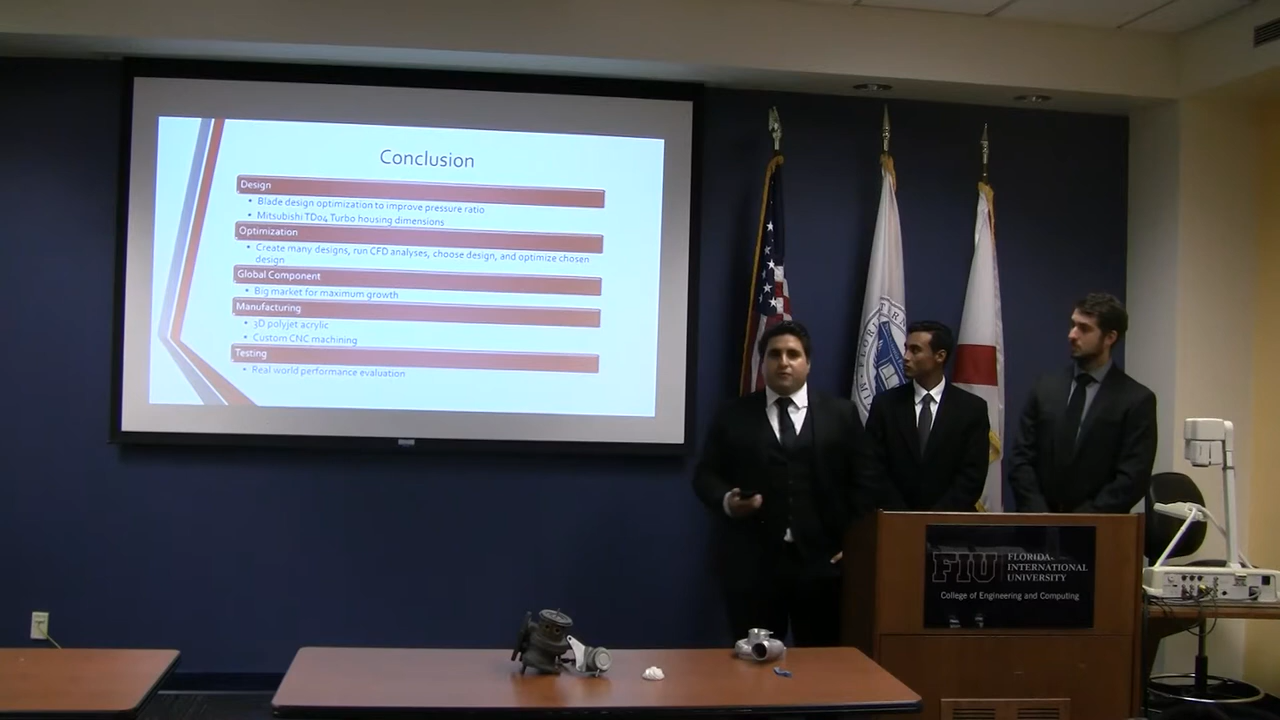 Conclusion
Design
• Blade design optimization to improve pressure ratio
• Mitsubishi TD04 Turbo housing dimensions
Optimization
• Create many designs, run CFD analyses, choose design, and optimize chosen
design
Global Component
• Big market for maximum growth
Manufacturing
• 3D polyjet acrylic
• Custom CNC machining
Testing
• Real world performance evaluation
FIU
FLORIDA
INTERNATIONAL
UNIVERSITY
College of Engineering and Computing